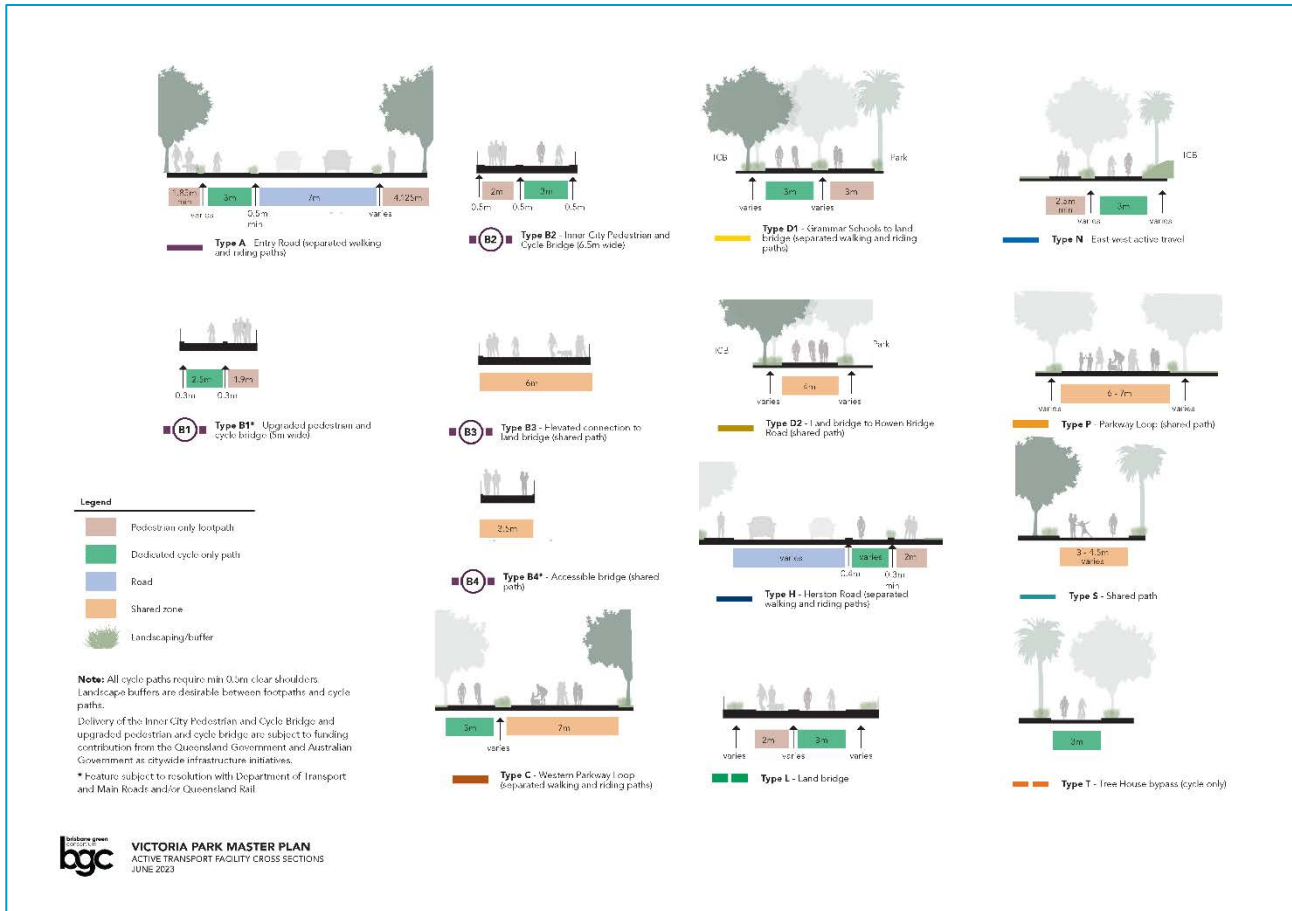 1.85m
min
3m
7m
4.125m
varies
0.5m
min
varies
Type A - Entry Road (separated walking
and riding paths)
2m
3m
0.5m
0.5m
0.5m
B2
Type B2 - Inner City Pedestrian and
Cycle Bridge (6.5m wide)
ICB
Park
3m
3m
varies
varies
Type D1 - Grammar Schools to land
bridge (separated walking and riding
paths)
ICB
2.5m
min
3m
varies
varies
Type N - East-west active travel
2.5m
1.9m
0.3m
0.3m
B1
Type B1* - Upgraded pedestrian and
cycle bridge (5m wide)
6m
B3
Type B3 - Elevated connection to
land bridge (shared path)
ICB
Park
varies
varies
Type D2 - Land bridge to Bowen Bridge
Road (shared path)
6 - 7m
varies
varies
Type P - Parkway Loop (shared path)
3.5m
B4
Type B4* - Accessible bridge (shared
path)
varies
varies
2m
0.4m
0.3m
min
Type H - Herston Road (separated
walking and riding paths)
3 - 4.5m
varies
Type S - Shared path
Legend
Pedestrian only footpath
Dedicated cycle only path
Road
Shared zone
Landscaping/buffer
Note: All cycle paths require min 0.5m clear shoulders.
Landscape buffers are desirable between footpaths and cycle
paths.
Delivery of the Inner City Pedestrian and Cycle Bridge and
upgraded pedestrian and cycle bridge are subject to funding
contribution from the Queensland Government and Australian
Government as citywide infrastructure initiatives.
* Feature subject to resolution with Department of Transport
and Main Roads and/or Queensland Rail
3m
7m
varies
Type C - Western Parkway Loop
(separated walking and riding paths)
2m
3m
varies
varies
varies
Type L - Land bridge
3m
Type T - Tree House bypass (cycle only)
brisbane green
consortium
bgc
VICTORIA PARK MASTER PLAN
ACTIVE TRANSPORT FACILITY CROSS SECTIONS
JUNE 2023